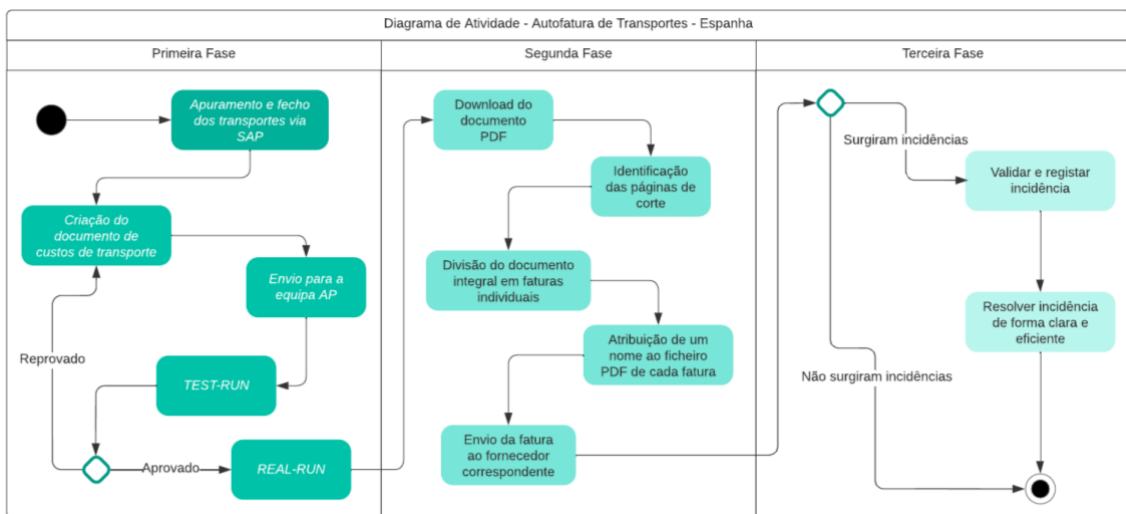 Diagrama de Atividade - Autofatura de Transportes - Espanha
Primeira Fase
Segunda Fase
Terceira Fase
Apuramento e fecho
dos transportes via
SAP
Criação do
documento de
custos de transporte
Envio para a
equipa AP
Reprovado
TEST-RUN
Aprovado
REAL-RUN
Download do
documento
PDF
Identificação
das páginas de
corte
Divisão do documento
integral em faturas
individuais
Atribuição de um
nome ao ficheiro
PDF de cada fatura
Envio da fatura
ao fornecedor
correspondente
Surgiram incidências
Validar e registar
incidência
Resolver incidência
de forma clara e
eficiente
Não surgiram incidências